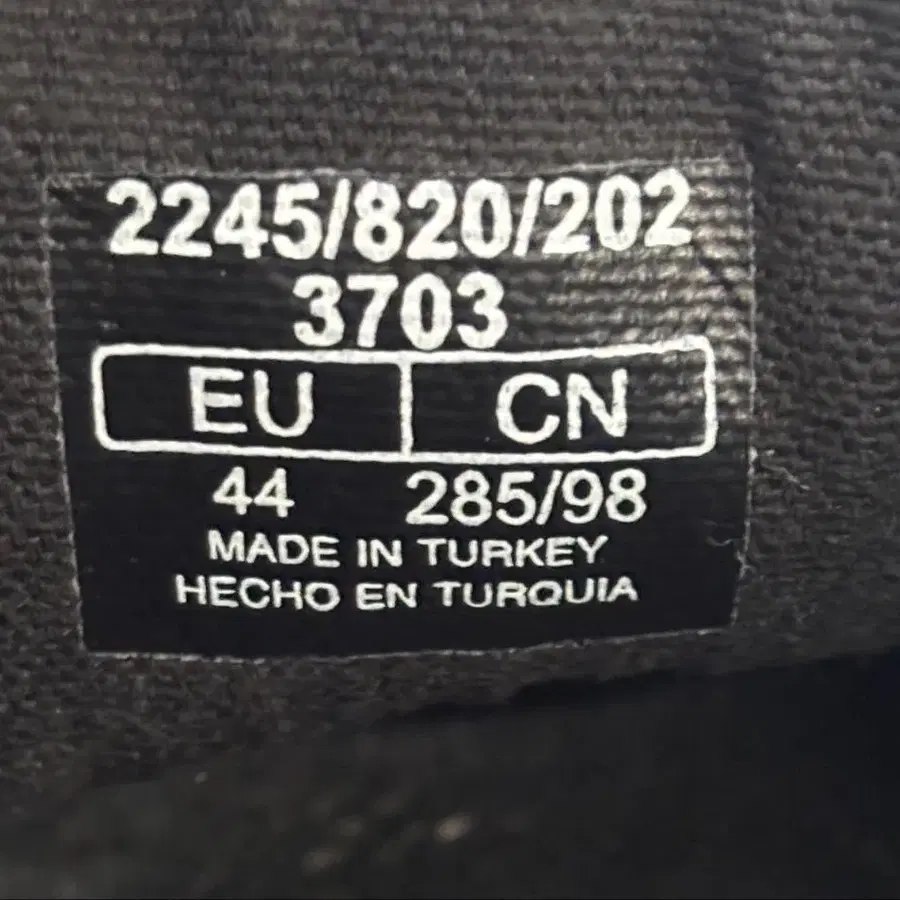 2245/820/202
3703
EU CN
44 285/98
MADE IN TURKEY
HECHO EN TURQUIA